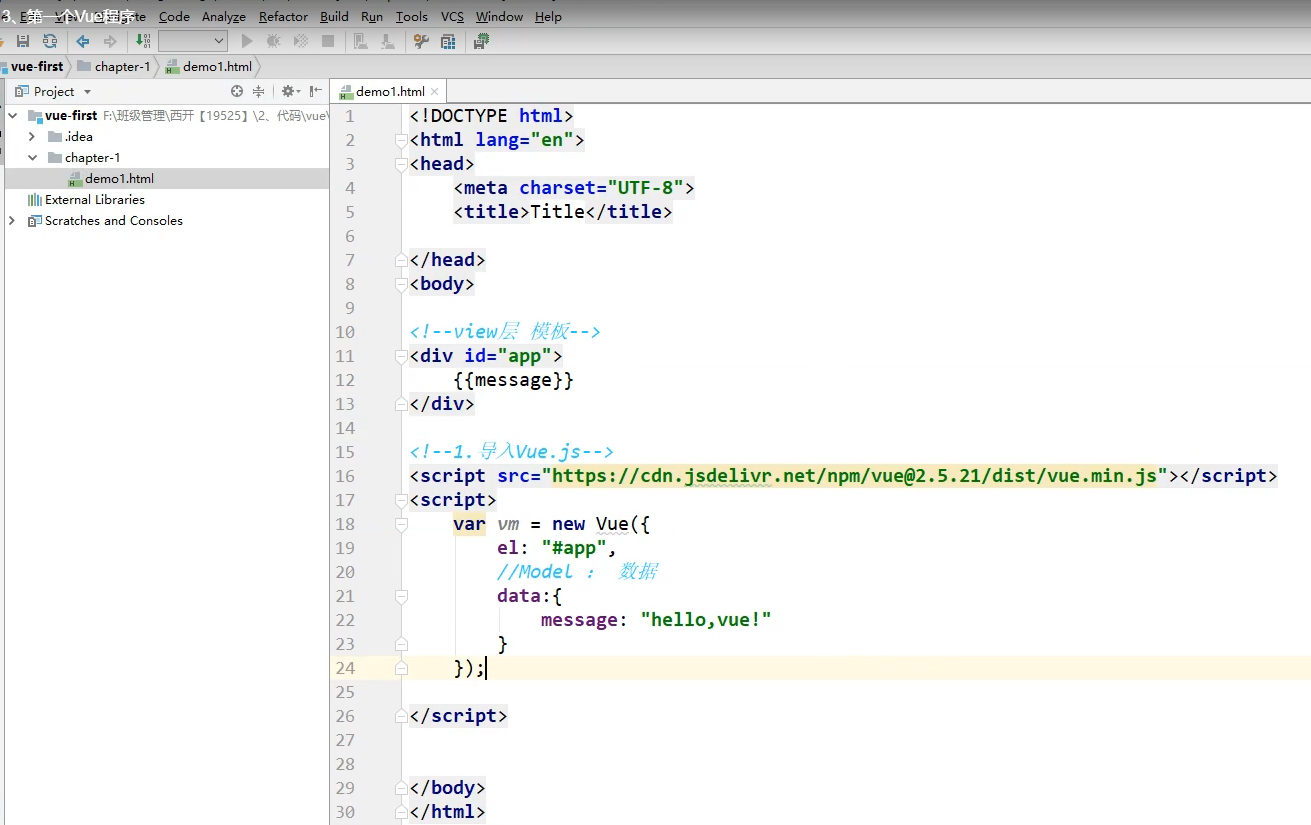 3、第一个Vue程序
Code Analyze Refactor Build Run Tools VCS Window Help
vue-first chapter-1 demo1.html
Project
demo1.html
vue-first F:\班级管理\西开【19525】\2、代码\vue\
.idea
chapter-1
demo1.html
External Libraries
Scratches and Consoles
1 <!DOCTYPE html>
2 <html lang="en">
3 <head>
4 <meta charset="UTF-8">
5 <title>Title</title>
6
7 </head>
8 <body>
9
10 <!--view层 模板-->
11 <div id="app">
12 {{message}}
13 </div>
14
15 <!--1.导入Vue.js-->
16 <script src="https://cdn.jsdelivr.net/npm/vue@2.5.21/dist/vue.min.js"></script>
17 <script>
18 var vm = new Vue({
19 el: "#app",
20 //Model : 数据
21 data:{
22 message: "hello,vue!"
23 }
24 });
25
26 </script>
27
28
29 </body>
30 </html>